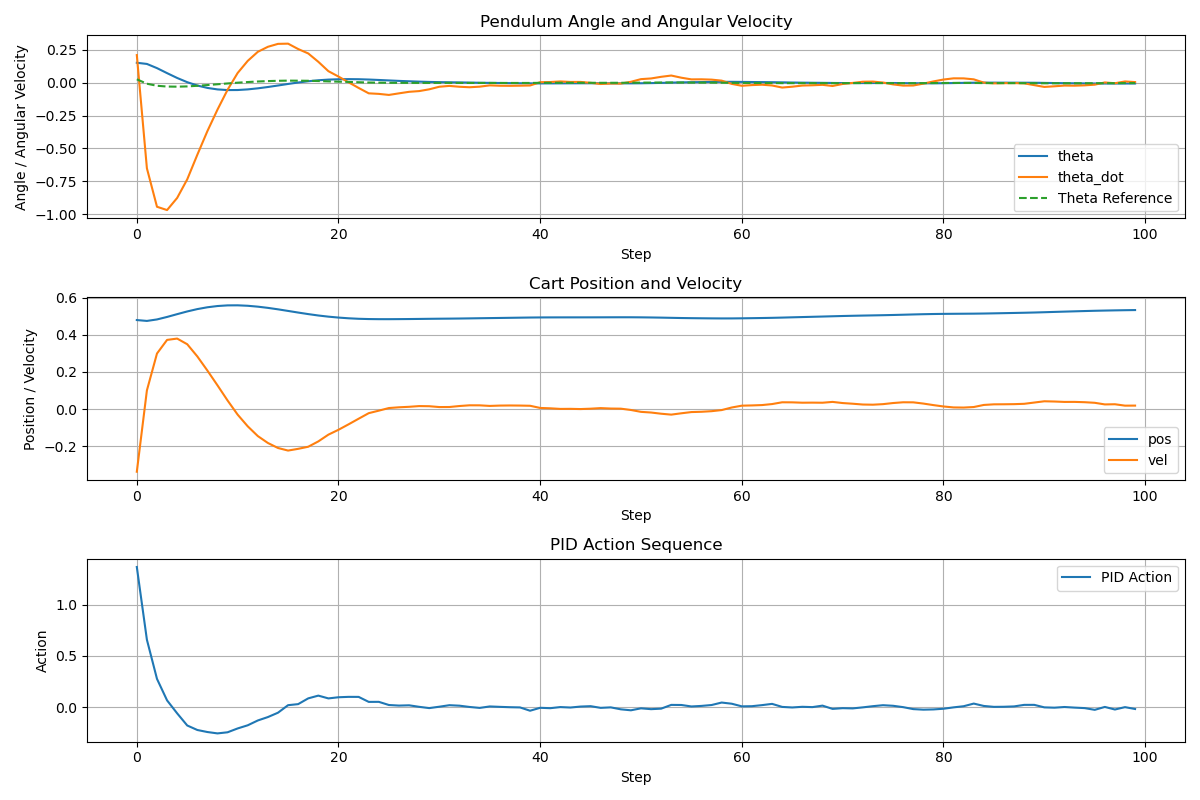 Pendulum Angle and Angular Velocity
Angle / Angular Velocity
0.25
0.00
−0.25
−0.50
−0.75
−1.00
theta
theta_dot
Theta Reference
0 20 40 60 80 100
Step
Cart Position and Velocity
Position / Velocity
0.6
0.4
0.2
0.0
−0.2
pos
vel
0 20 40 60 80 100
Step
PID Action Sequence
Action
1.0
0.5
0.0
PID Action
0 20 40 60 80 100
Step